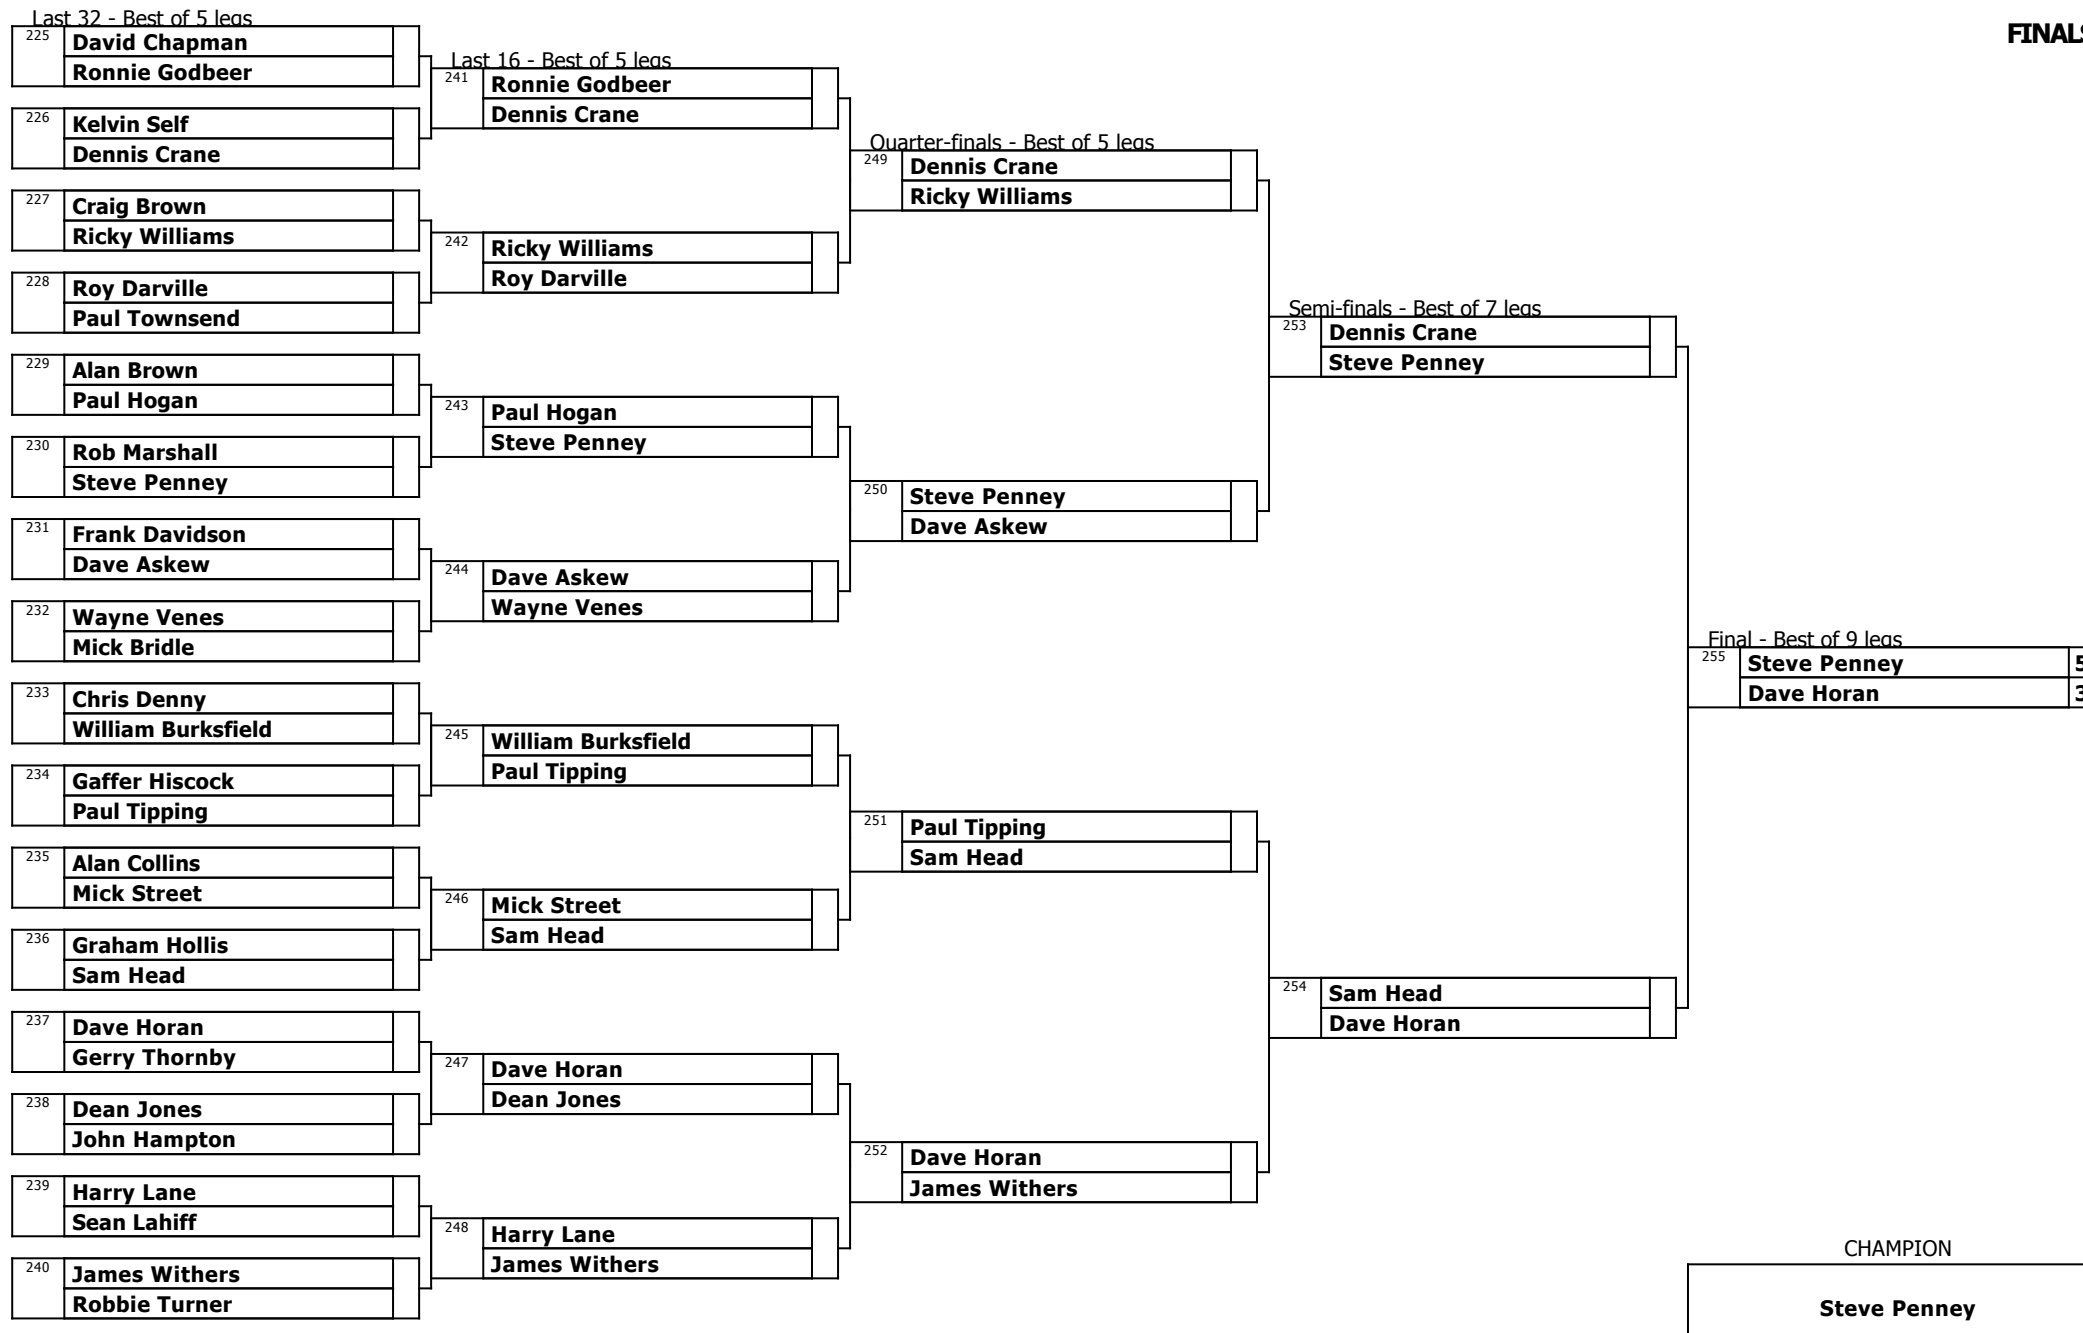 Last 32 - Best of 5 legs
225
David Chapman
Ronnie Godbeer
226
Kelvin Self
Dennis Crane
227
Craig Brown
Ricky Williams
228
Roy Darville
Paul Townsend
229
Alan Brown
Paul Hogan
230
Rob Marshall
Steve Penney
231
Frank Davidson
Dave Askew
232
Wayne Venes
Mick Bridle
233
Chris Denny
William Burksfield
234
Gaffer Hiscock
Paul Tipping
235
Alan Collins
Mick Street
236
Graham Hollis
Sam Head
237
Dave Horan
Gerry Thornby
238
Dean Jones
John Hampton
239
Harry Lane
Sean Lahiff
240
James Withers
Robbie Turner
Last 16 - Best of 5 legs
241
Ronnie Godbeer
Dennis Crane
242
Ricky Williams
Roy Darville
243
Paul Hogan
Steve Penney
244
Dave Askew
Wayne Venes
245
William Burksfield
Paul Tipping
246
Mick Street
Sam Head
247
Dave Horan
Dean Jones
248
Harry Lane
James Withers
Quarter-finals - Best of 5 legs
249
Dennis Crane
Ricky Williams
250
Steve Penney
Dave Askew
251
Paul Tipping
Sam Head
252
Dave Horan
James Withers
Semi-finals - Best of 7 legs
253
Dennis Crane
Steve Penney
254
Sam Head
Dave Horan
FINALS
Final - Best of 9 legs
255
Steve Penney 5
Dave Horan 3
CHAMPION
Steve Penney